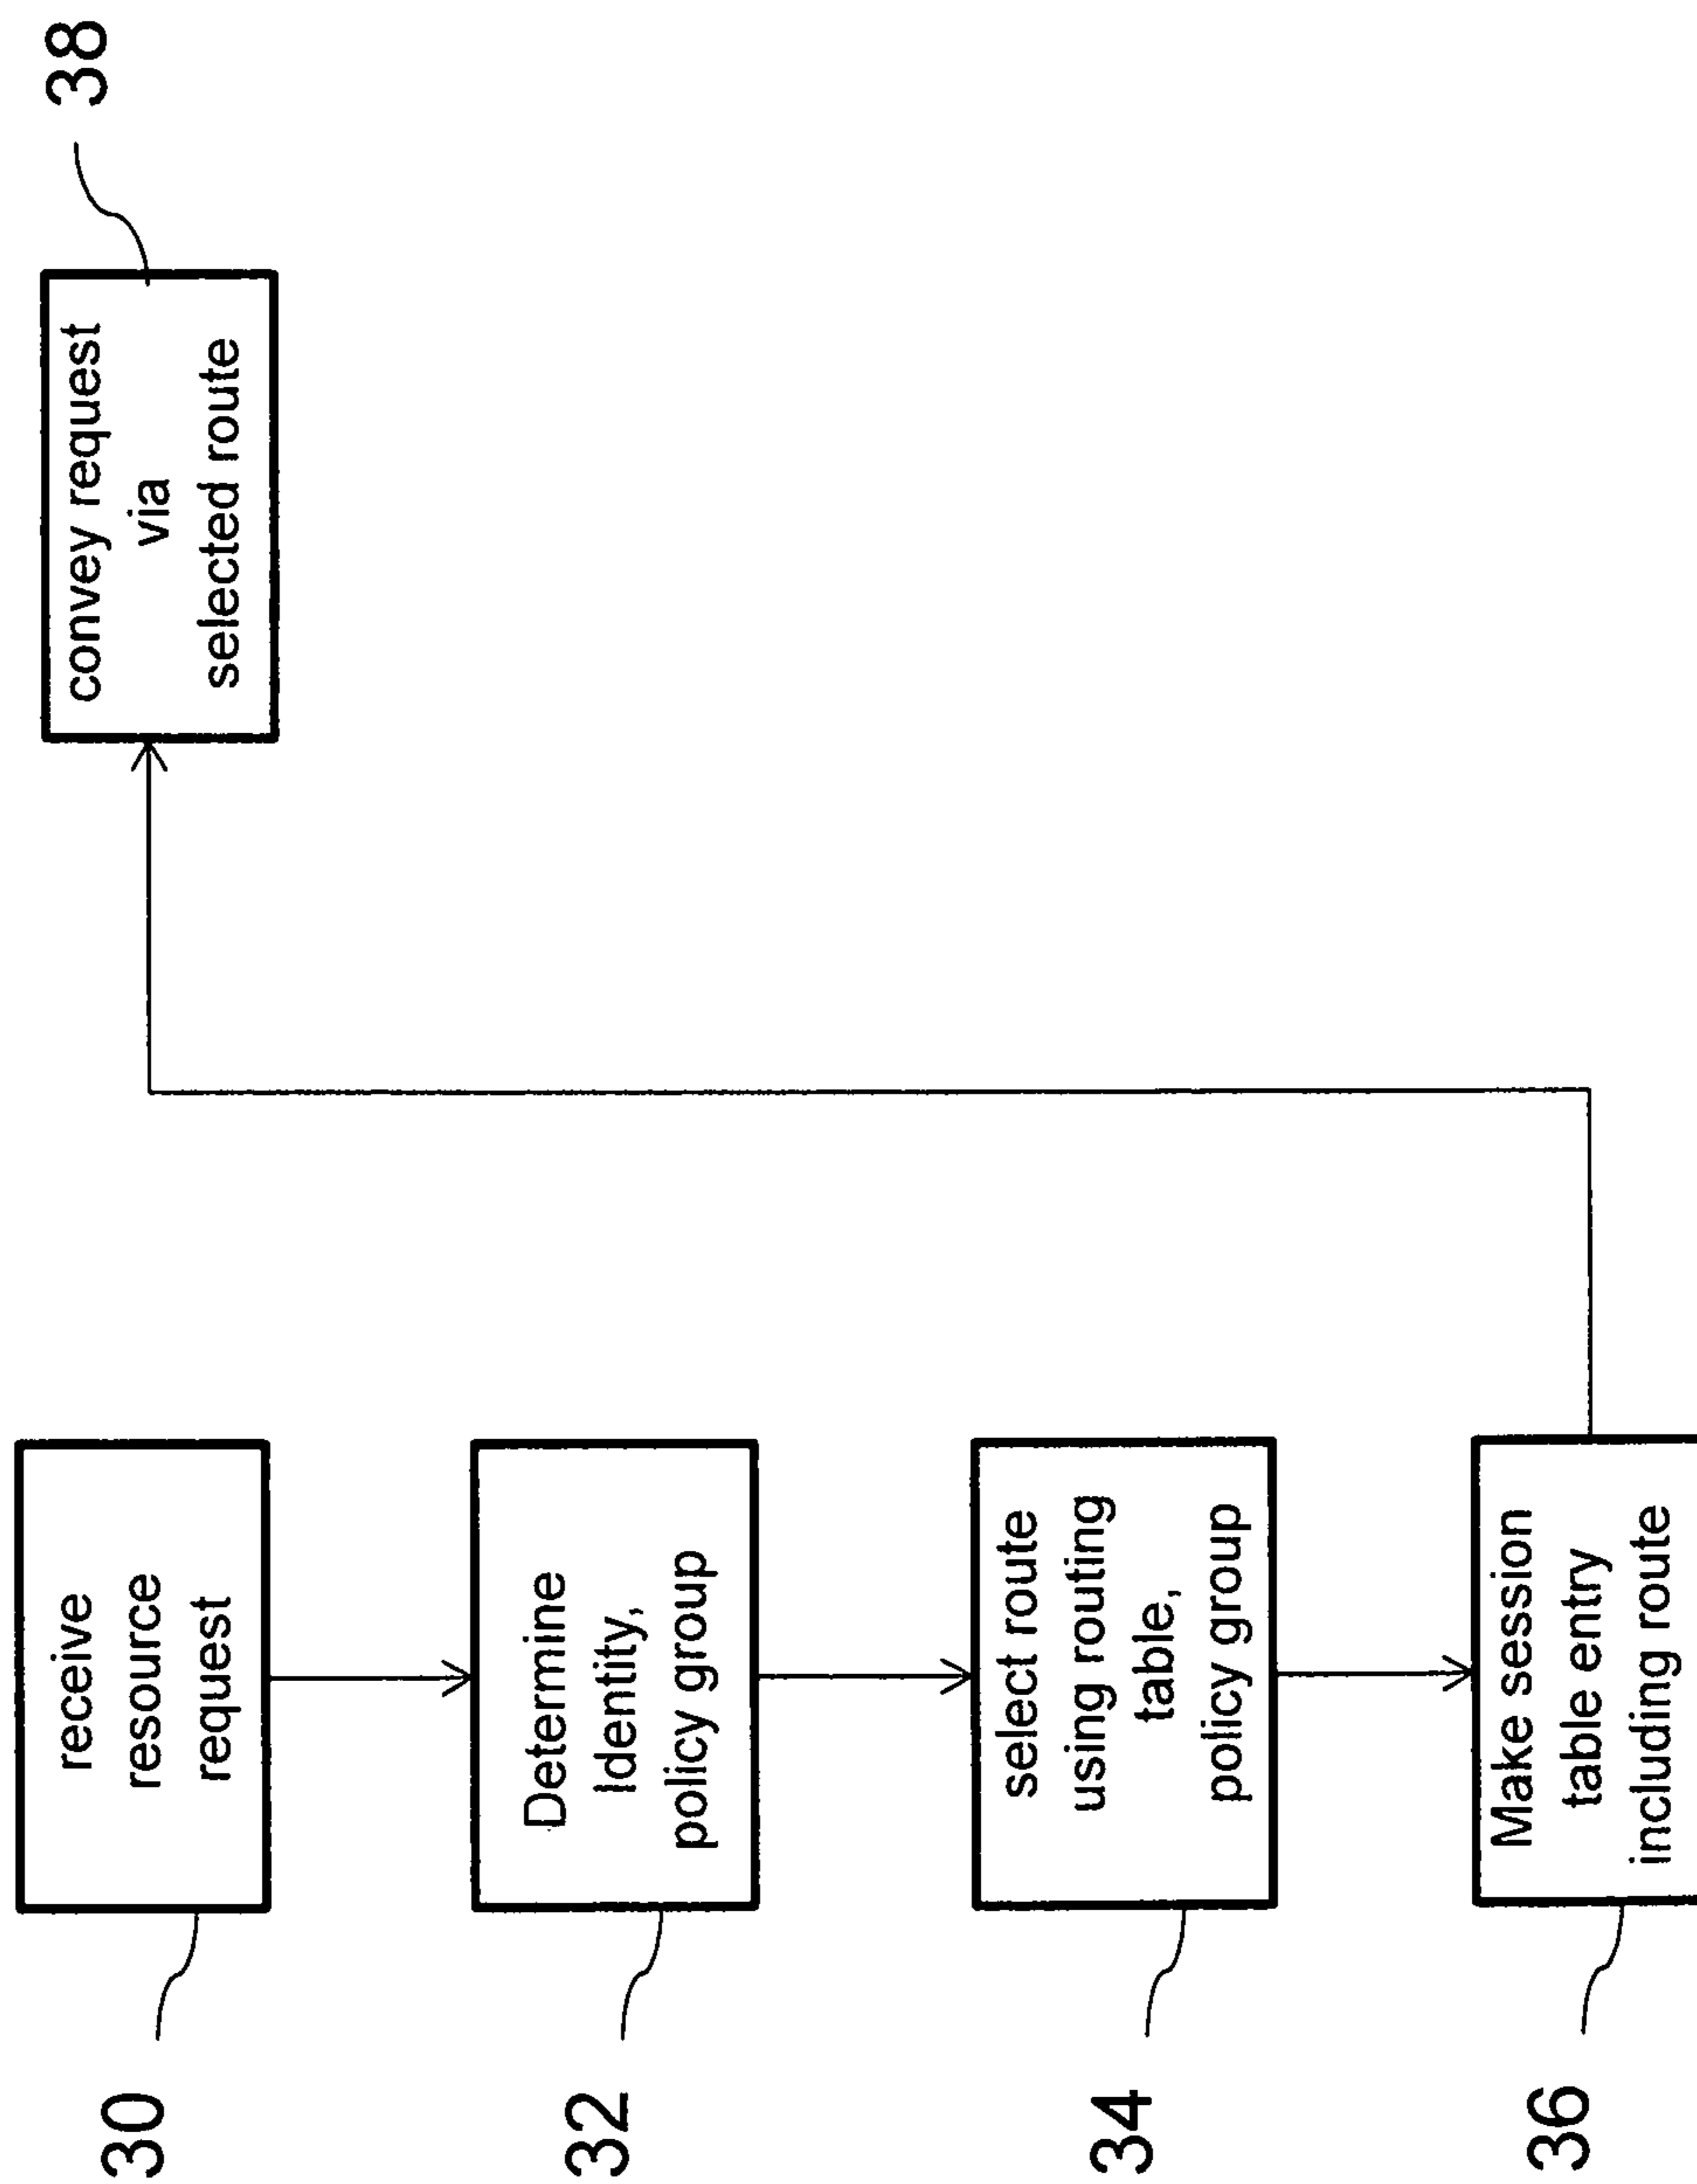 30
receive
resource
request
32
Determine
Identity,
policy group
34
select route
using routing
table,
policy group
36
Make session
table entry
including route
38
convey request
via
selected route